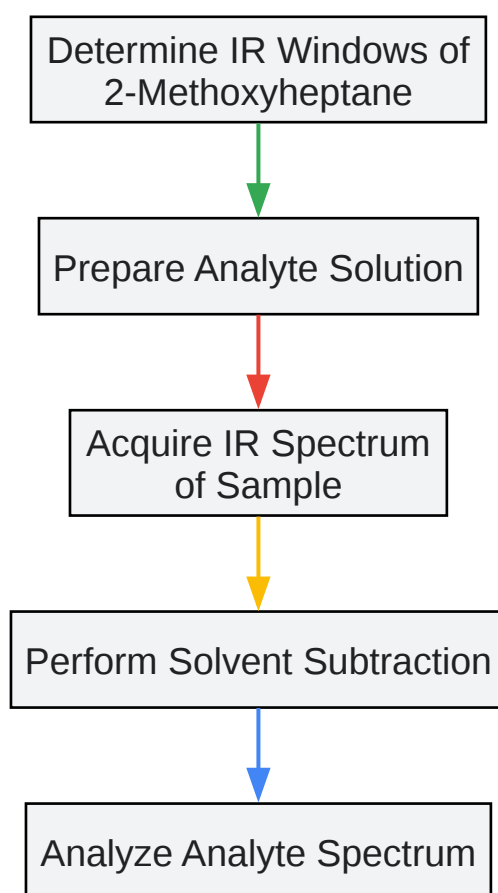 Determine IR Windows of
2-Methoxyheptane
Prepare Analyte Solution
Acquire IR Spectrum
of Sample
Perform Solvent Subtraction
Analyze Analyte Spectrum